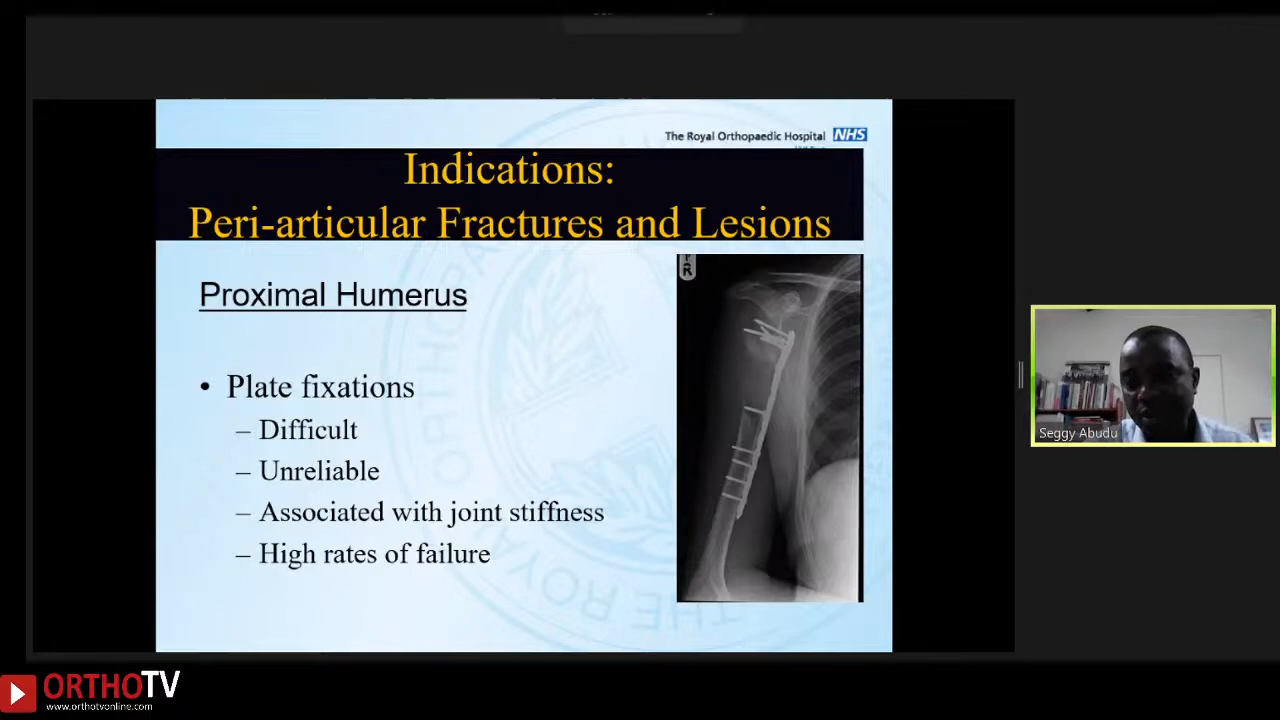 The Royal Orthopaedic Hospital NHS
Indications:
Peri-articular Fractures and Lesions
Proximal Humerus
• Plate fixations
– Difficult
– Unreliable
– Associated with joint stiffness
– High rates of failure
R
Seggy Abudu
ORTHOTV
www.orthotvonline.com